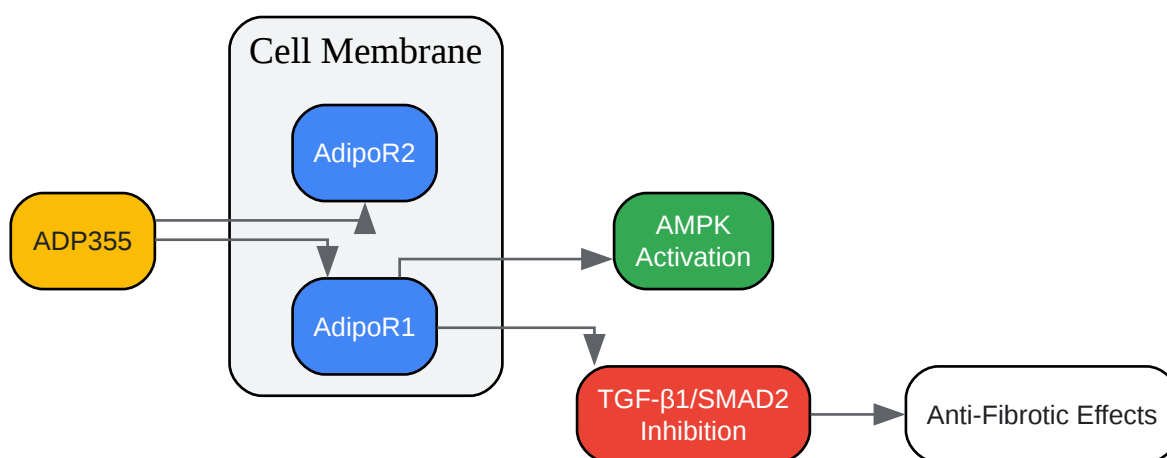 Cell Membrane
AdipoR2
ADP355
AMPK
Activation
AdipoR1
TGF-β1/SMAD2
Inhibition
Anti-Fibrotic Effects